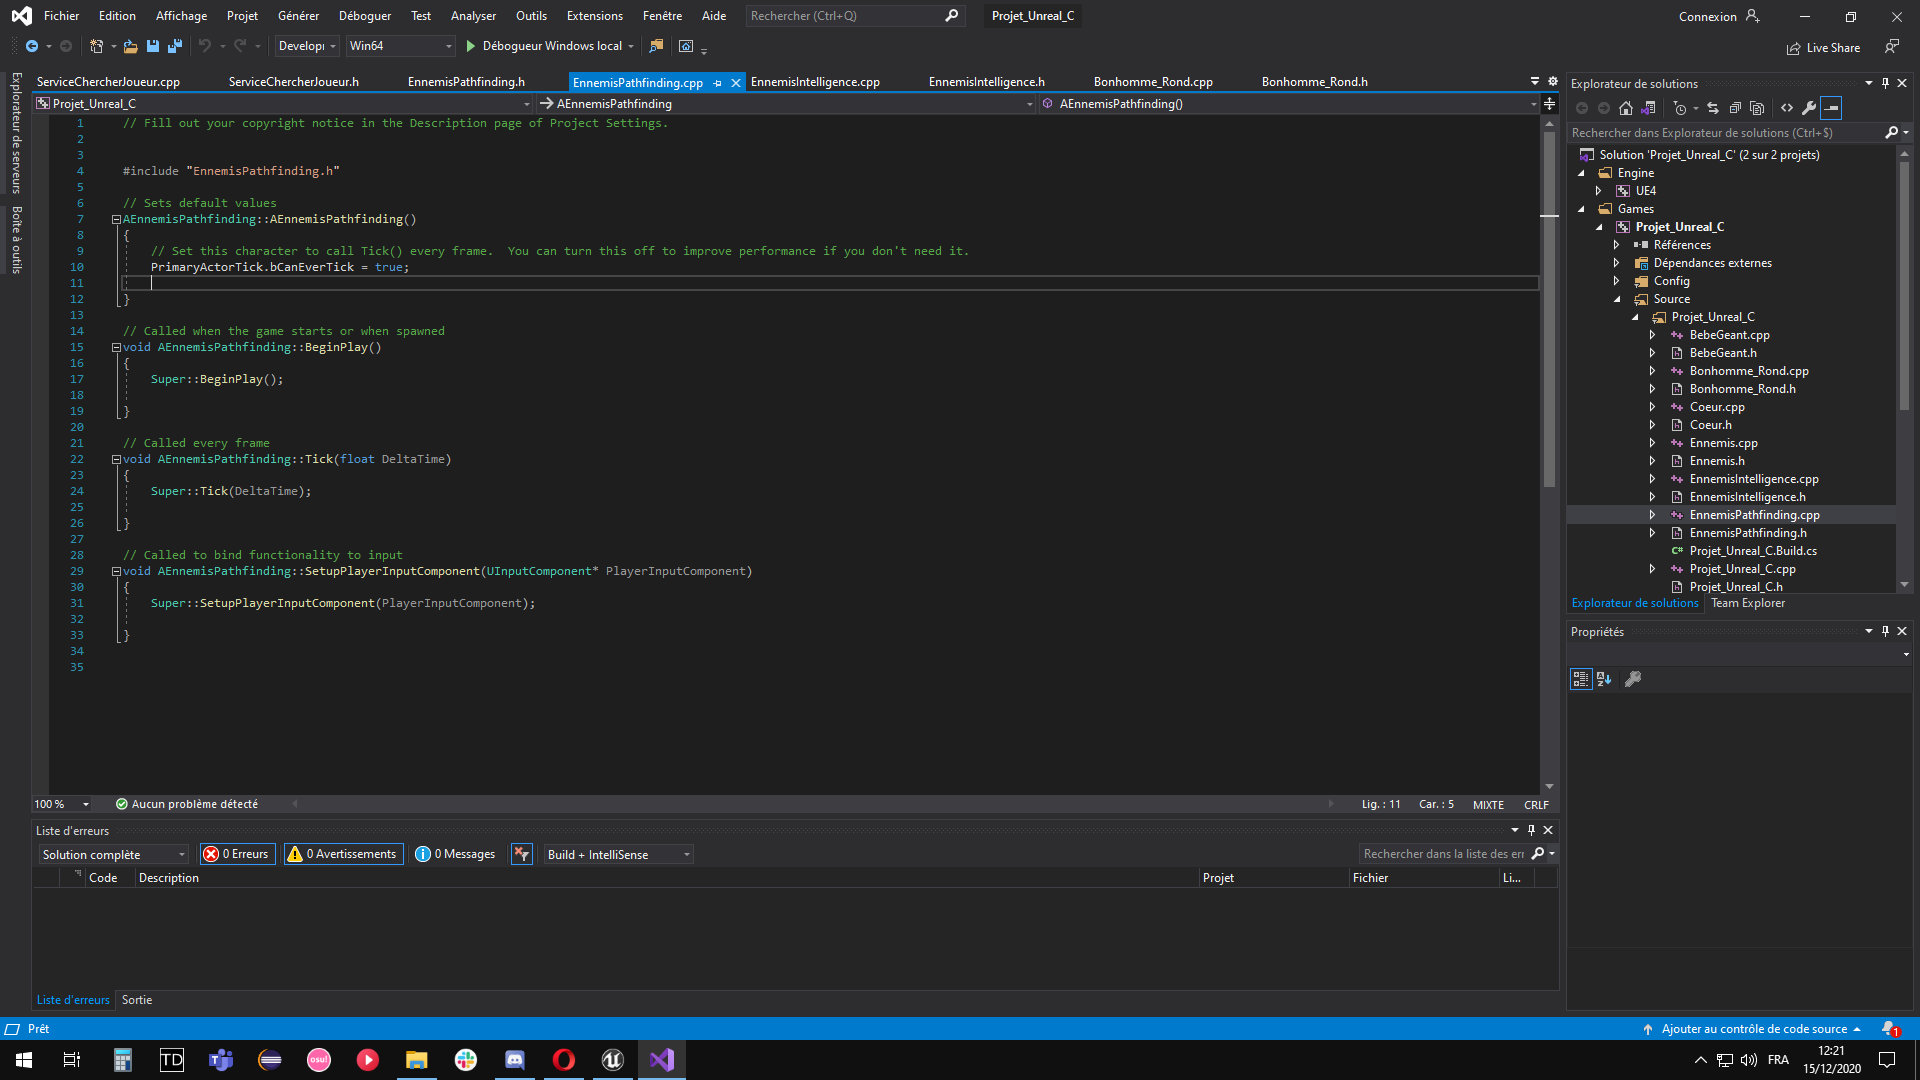 Fichier Edition Affichage Projet Générer Déboguer Test Analyser Outils Extensions Fenêtre Aide Rechercher (Ctrl+Q) Projet_Unreal_C Connexion
Develop Win64 Débogueur Windows local Live Share
Explorateur de serveurs
Boîte à outils
ServiceChercherJoueur.cpp ServiceChercherJoueur.h EnnemisPathfinding.h EnnemisPathfinding.cpp EnnemisIntelligence.cpp EnnemisIntelligence.h Bonhomme_Rond.cpp Bonhomme_Rond.h
Projet_Unreal_C AEnnemisPathfinding AEnnemisPathfinding()
1 // Fill out your copyright notice in the Description page of Project Settings.
2
3
4 #include "EnnemisPathfinding.h"
5
6 // Sets default values
7 AEnnemisPathfinding::AEnnemisPathfinding()
8 {
9 // Set this character to call Tick() every frame.  You can turn this off to improve performance if you don't need it.
10 PrimaryActorTick.bCanEverTick = true;
11
12 }
13
14 // Called when the game starts or when spawned
15 void AEnnemisPathfinding::BeginPlay()
16 {
17 Super::BeginPlay();
18
19 }
20
21 // Called every frame
22 void AEnnemisPathfinding::Tick(float DeltaTime)
23 {
24 Super::Tick(DeltaTime);
25
26 }
27
28 // Called to bind functionality to input
29 void AEnnemisPathfinding::SetupPlayerInputComponent(UInputComponent* PlayerInputComponent)
30 {
31 Super::SetupPlayerInputComponent(PlayerInputComponent);
32
33 }
34
35
100 % Aucun problème détecté Lig. : 11 Car. : 5 MIXTE CRLF
Liste d'erreurs
Solution complète 0 Erreurs 0 Avertissements 0 Messages Build + IntelliSense Rechercher dans la liste des err
Code Description Projet Fichier Li...
Liste d'erreurs Sortie
Explorateur de solutions
Rechercher dans Explorateur de solutions (Ctrl+$)
Solution 'Projet_Unreal_C' (2 sur 2 projets)
Engine
UE4
Games
Projet_Unreal_C
Références
Dépendances externes
Config
Source
Projet_Unreal_C
BebeGeant.cpp
BebeGeant.h
Bonhomme_Rond.cpp
Bonhomme_Rond.h
Coeur.cpp
Coeur.h
Ennemis.cpp
Ennemis.h
EnnemisIntelligence.cpp
EnnemisIntelligence.h
EnnemisPathfinding.cpp
EnnemisPathfinding.h
C# Projet_Unreal_C.Build.cs
Projet_Unreal_C.cpp
Projet_Unreal_C.h
Explorateur de solutions Team Explorer
Propriétés
Prêt Ajouter au contrôle de code source 1
TD osu! FRA 12:21
15/12/2020